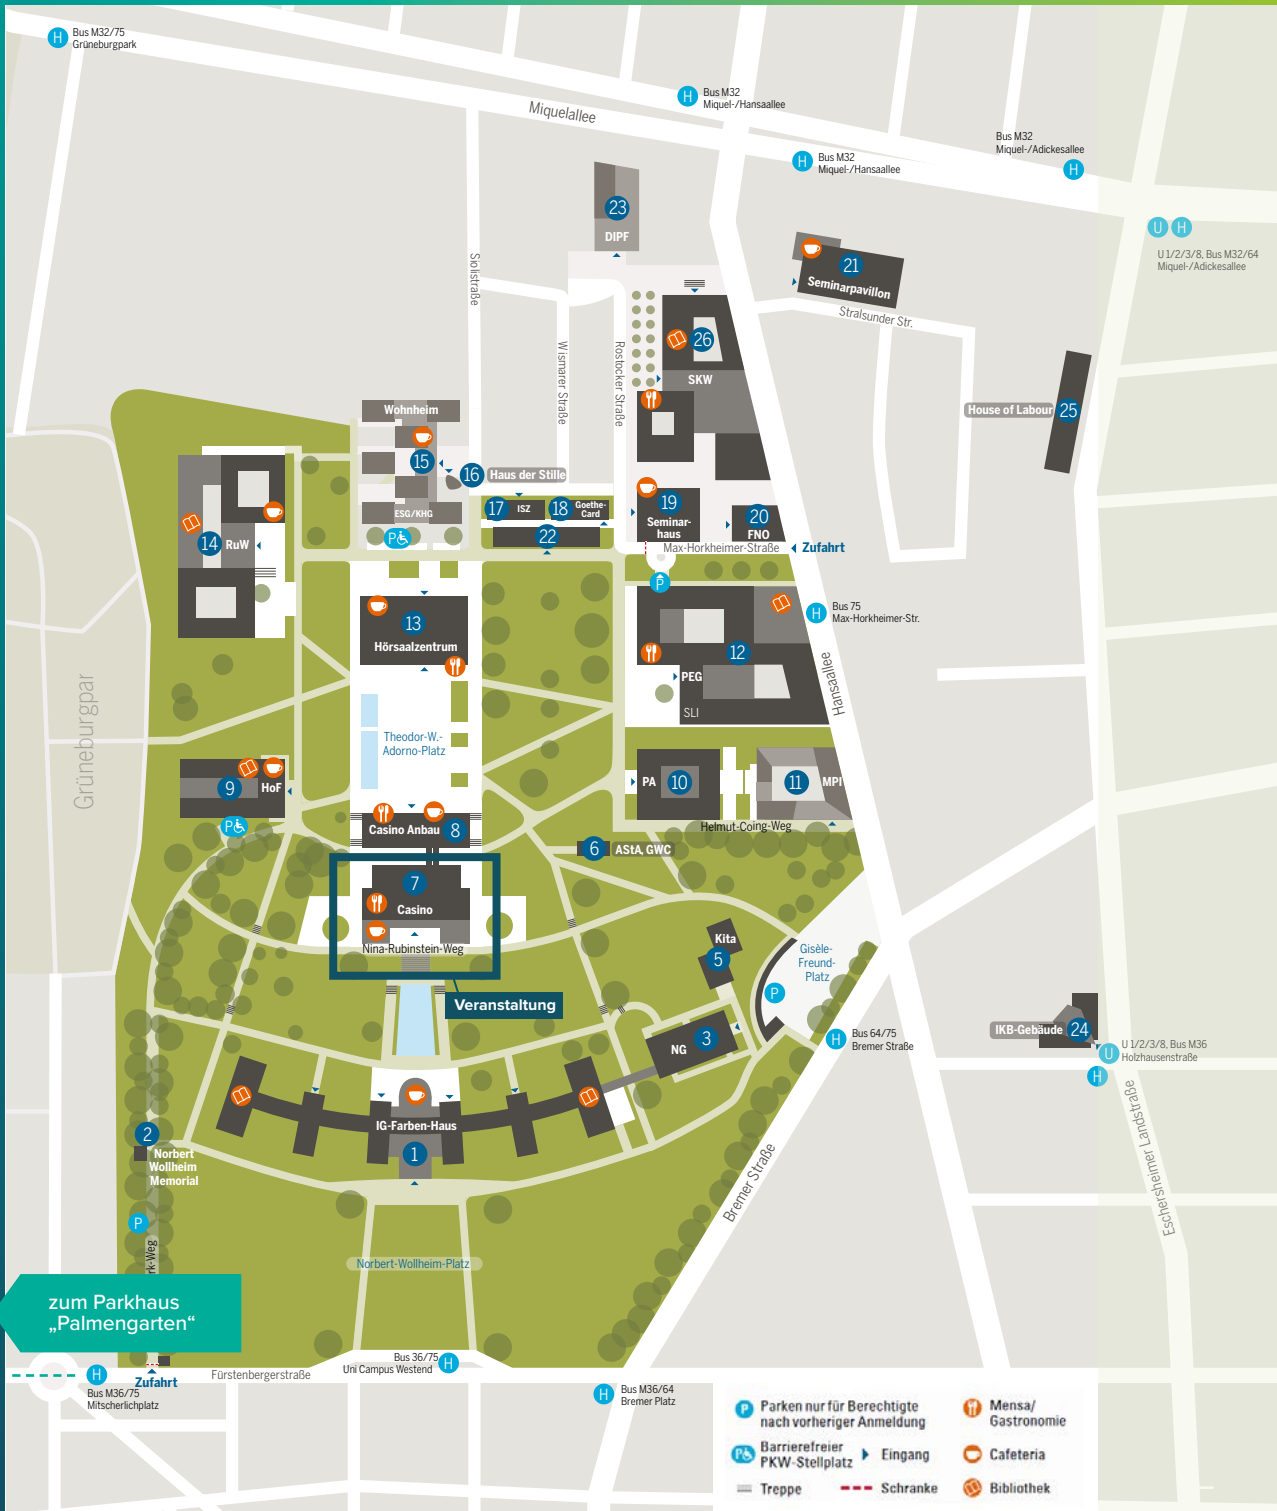 H Bus M32/75
Grüneburgpark
H Bus M32
Miquel-/Hansaallee
Miquelallee
Bus M32
Miquel-/Adickesallee
H
H Bus M32
Miquel-/Hansaallee
23
DIPF
U H
U 1/2/3/8, Bus M32/64
Miquel-/Adickesallee
21
Seminarpavillon
Stralsunder Str.
Siolistraße
Wismarer Straße
Rostocker Straße
26
SKW
House of Labour 25
Wohnheim
15
16 Haus der Stille
ESG/KHG
P
17 ISZ
18 Goethe-
Card
22
19
Seminar-
haus
20
FNO
Max-Horkheimer-Straße
Zufahrt
14 RuW
P
13
Hörsaalzentrum
H Bus 75
Max-Horkheimer-Str.
12
PEG
SLI
Hansaallee
Grüneburgpar
Theodor-W.-
Adorno-Platz
9 HoF
P
PA 10
11 MPI
Helmut-Coing-Weg
Casino Anbau 8
6 AStA, GWC
7
Casino
Nina-Rubinstein-Weg
Veranstaltung
Kita
5
Gisèle-
Freund-
Platz
P
3
NG
H Bus 64/75
Bremer Straße
IKB-Gebäude 24
U
H
U 1/2/3/8, Bus M36
Holzhausenstraße
Eschersheimer Landstraße
IG-Farben-Haus
1
2
Norbert
Wollheim
Memorial
P
rk-Weg
Bremer Straße
Norbert-Wollheim-Platz
zum Parkhaus
„Palmengarten“
H
Bus M36/75
Mitscherlichplatz
Zufahrt
Fürstenbergerstraße
Bus 36/75
Uni Campus Westend
H
H Bus M36/64
Bremer Platz
P Parken nur für Berechtigte
nach vorheriger Anmeldung
Mensa/
Gastronomie
P Barrierefreier
PKW-Stellplatz
Eingang
Cafeteria
Treppe
Schranke
Bibliothek